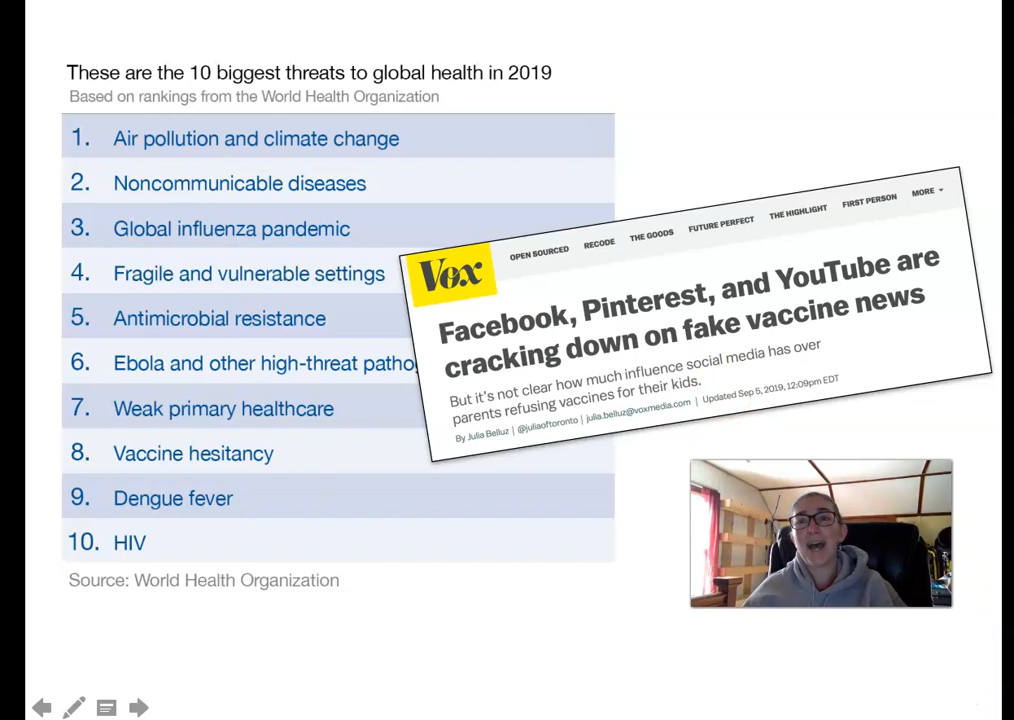 These are the 10 biggest threats to global health in 2019
Based on rankings from the World Health Organization
1. Air pollution and climate change
2. Noncommunicable diseases
3. Global influenza pandemic
4. Fragile and vulnerable settings
5. Antimicrobial resistance
6. Ebola and other high-threat patho
7. Weak primary healthcare
8. Vaccine hesitancy
9. Dengue fever
10. HIV
Source: World Health Organization
Vox
OPEN SOURCED RECODE THE GOODS FUTURE PERFECT THE HIGHLIGHT FIRST PERSON MORE
Facebook, Pinterest, and YouTube are
cracking down on fake vaccine news
But it's not clear how much influence social media has over
parents refusing vaccines for their kids.
By Julia Belluz | @juliaoftoronto | julia.belluz@voxmedia.com | Updated Sep 5, 2019, 12:09pm EDT